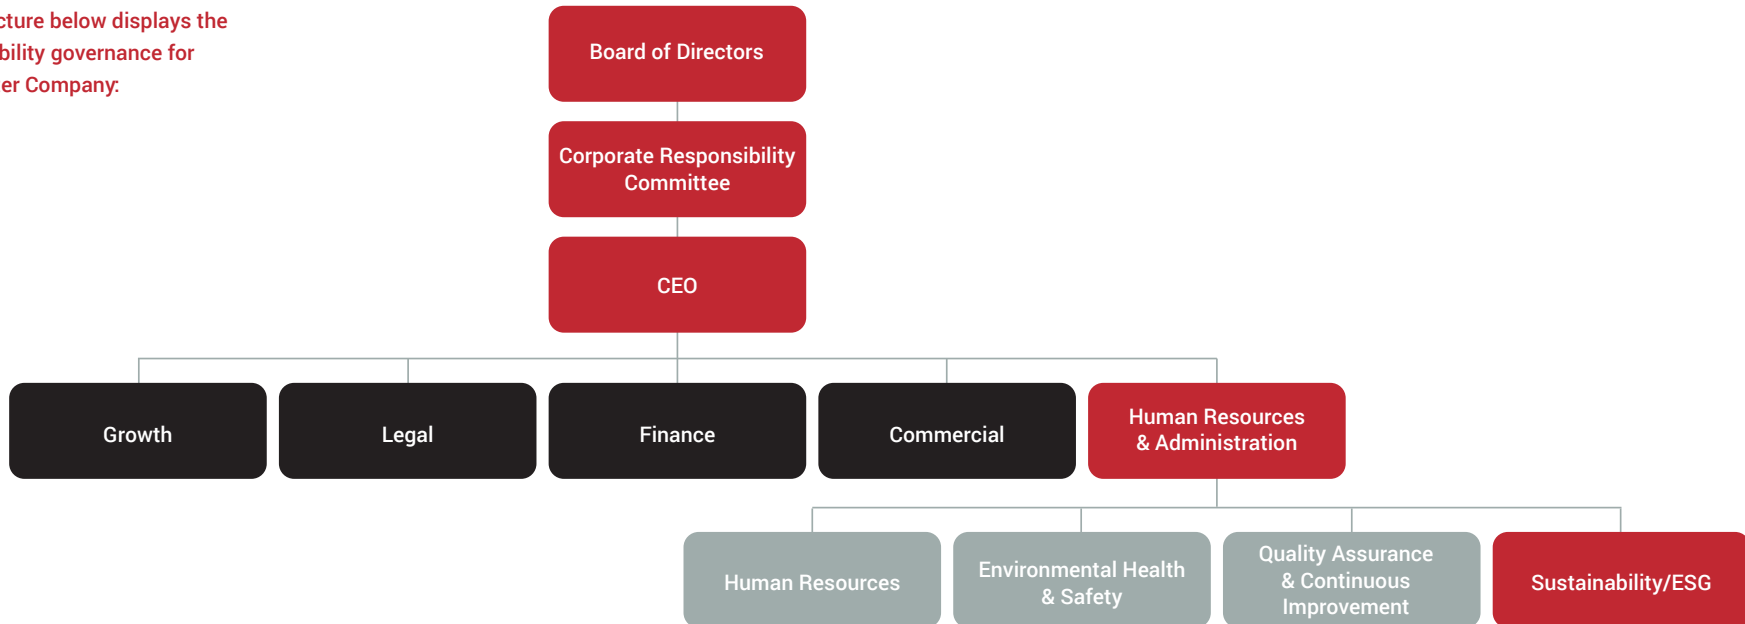 cture below displays the
bility governance for
er Company:
Board of Directors
Corporate Responsibility
Committee
CEO
Growth
Legal
Finance
Commercial
Human Resources
& Administration
Human Resources
Environmental Health
& Safety
Quality Assurance
& Continuous
Improvement
Sustainability/ESG